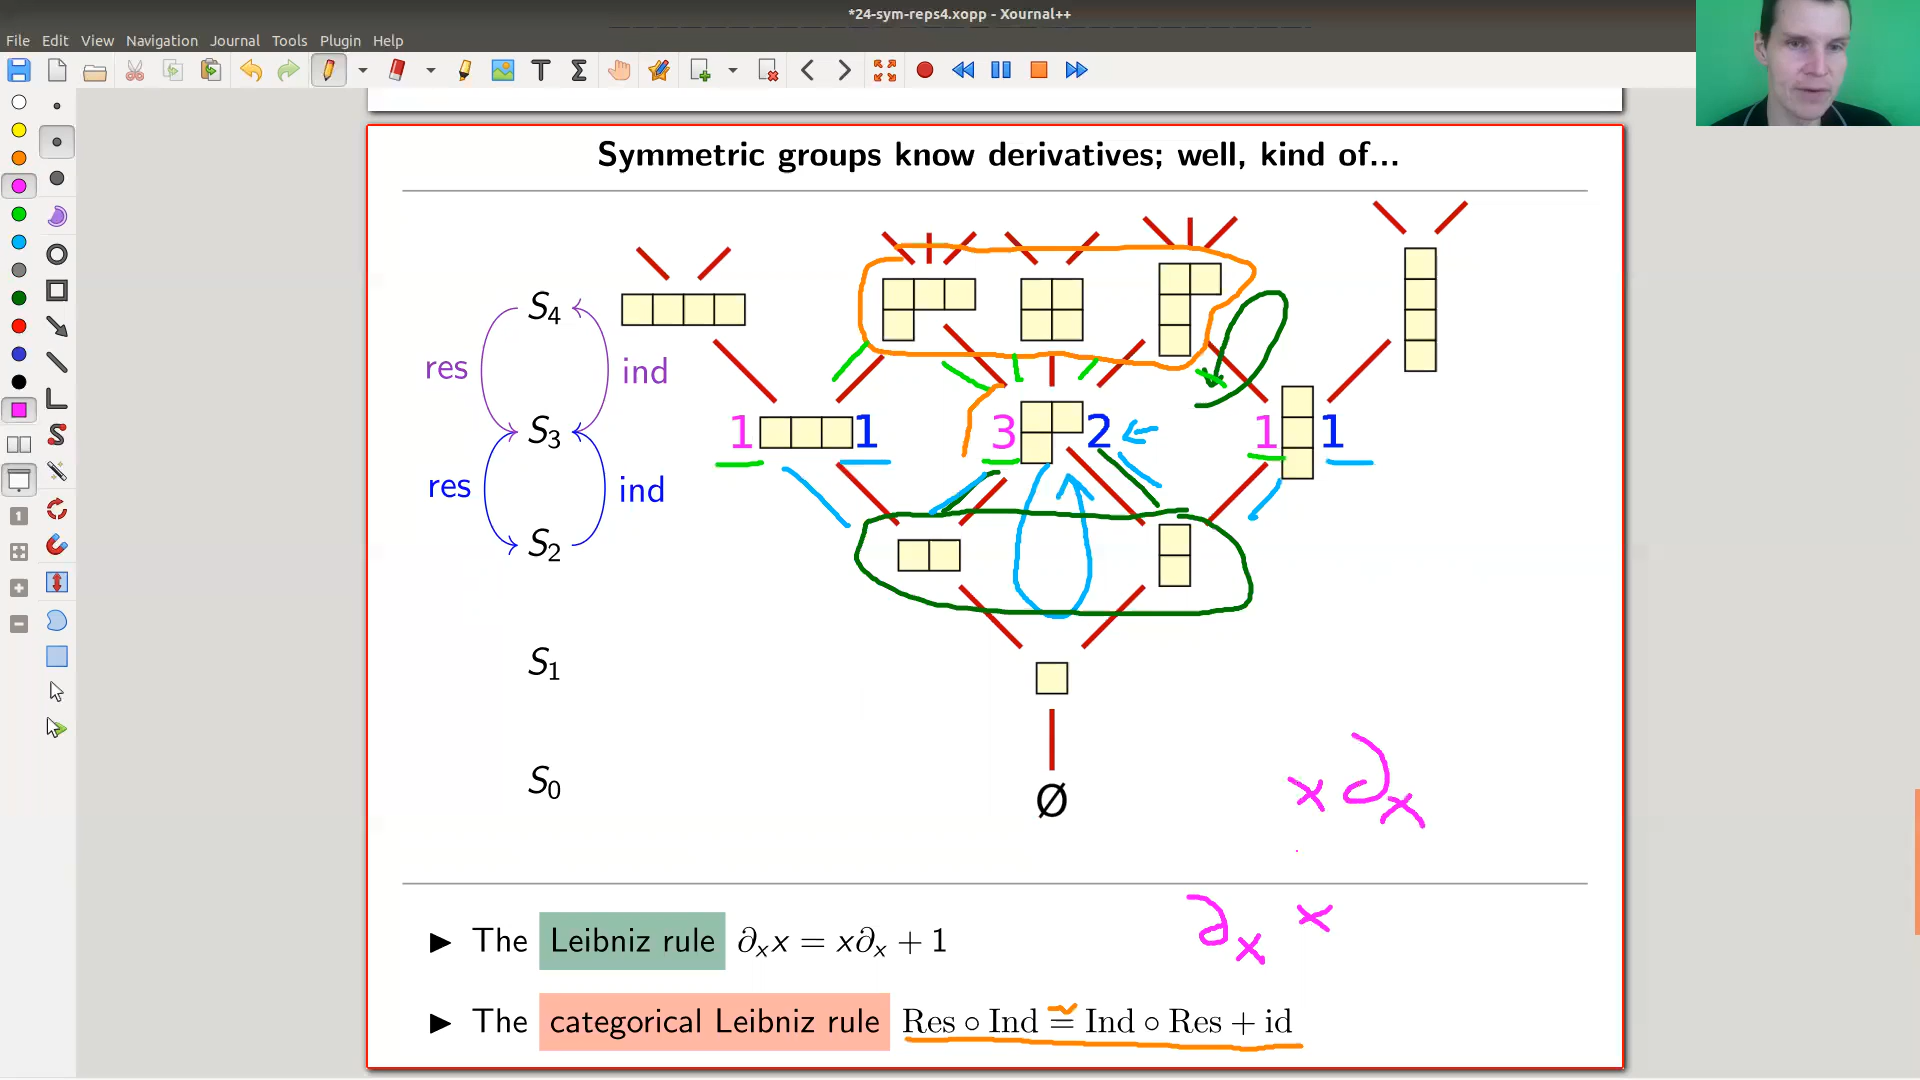 *24-sym-reps4.xopp - Xournal++
File Edit View Navigation Journal Tools Plugin Help
Symmetric groups know derivatives; well, kind of...
S4
res ind
S3 1 1 3 2 1 1
res ind
S2
S1
S0 Ø
x ∂x
∂x x
► The Leibniz rule ∂ₓx = x∂ₓ + 1
► The categorical Leibniz rule Res ∘ Ind = Ind ∘ Res + id